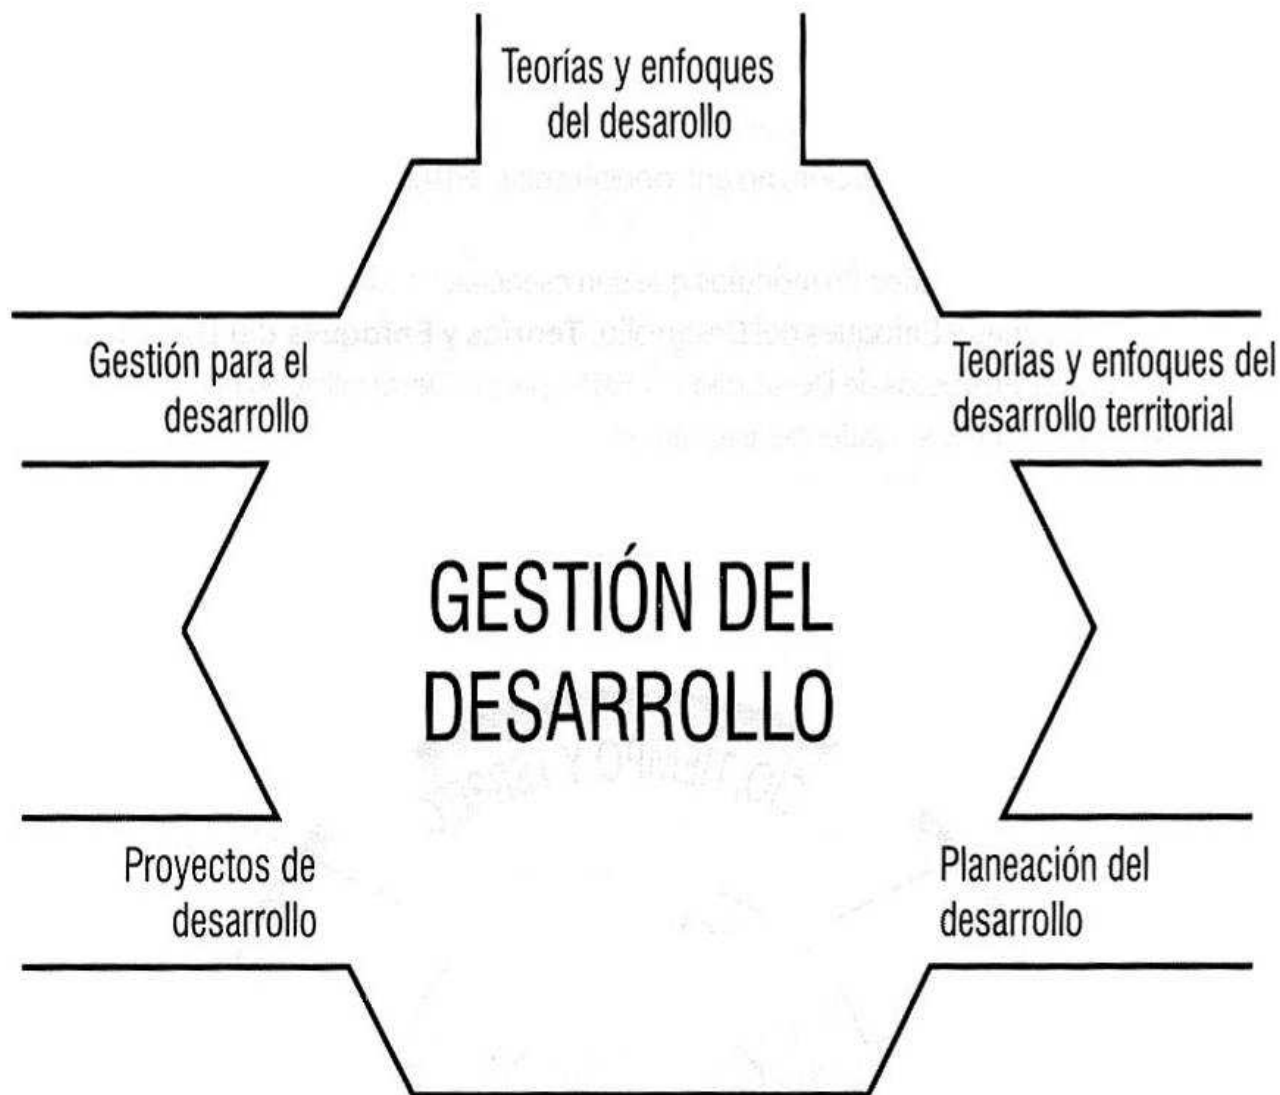 Teorías y enfoques
del desarollo
Gestión para el
desarrollo
Teorías y enfoques del
desarrollo territorial
GESTIÓN DEL
DESARROLLO
Proyectos de
desarrollo
Planeación del
desarrollo